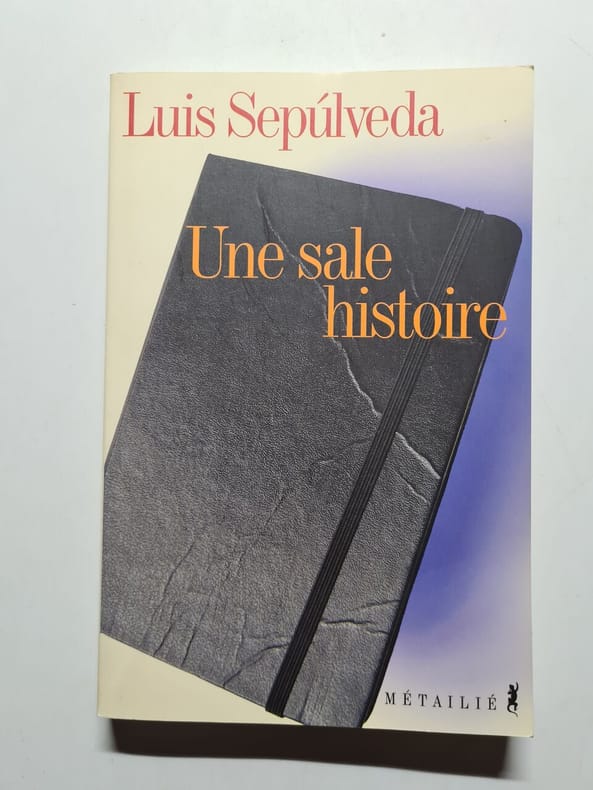 Luis Sepúlveda
Une sale
histoire
MÉTAILIÉ